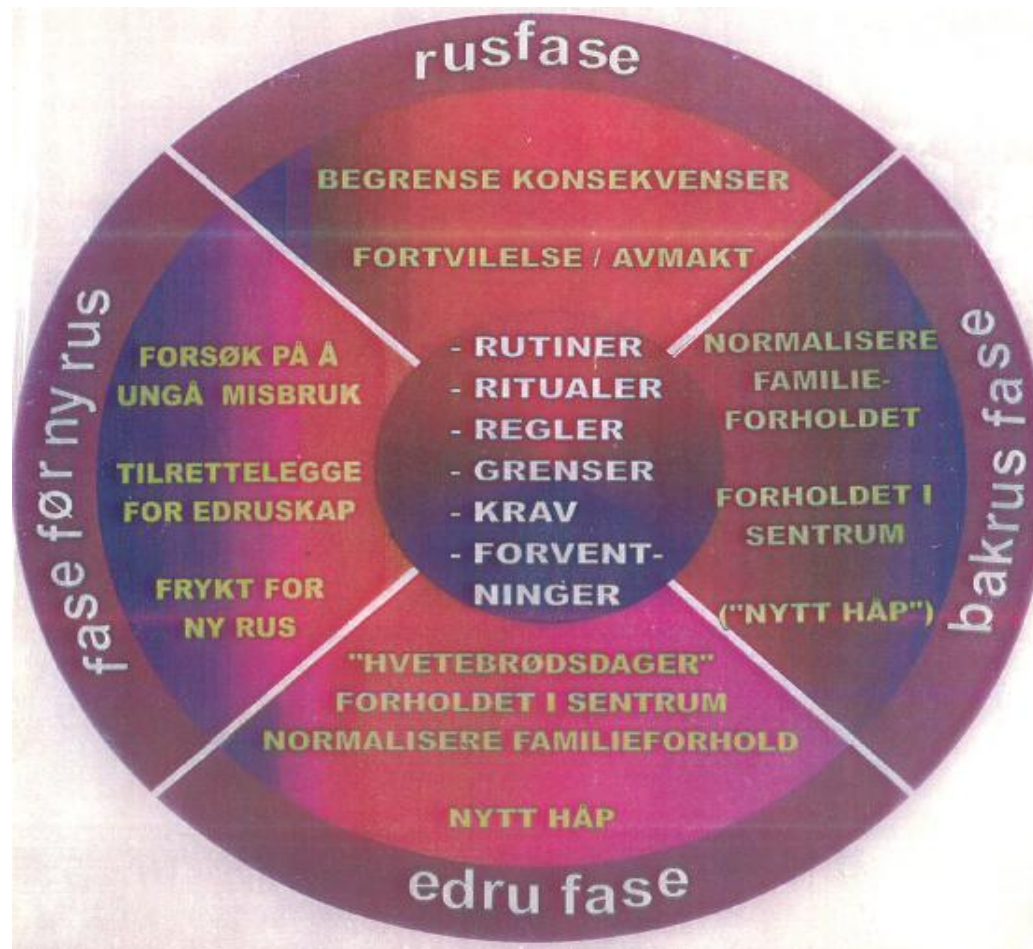 rusfase
BEGRENSE KONSEKVENSER
FORTVILELSE / AVMAKT
bakrus fase
NORMALISERE
FAMILIE-
FORHOLDET
FORHOLDET I
SENTRUM
("NYTT HÅP")
edru fase
"HVETEBRØDSDAGER"
FORHOLDET I SENTRUM
NORMALISERE FAMILIEFORHOLD
NYTT HÅP
fase før ny rus
FORSØK PÅ Å
UNGÅ MISBRUK
TILRETTELEGGE
FOR EDRUSKAP
FRYKT FOR
NY RUS
- RUTINER
- RITUALER
- REGLER
- GRENSER
- KRAV
- FORVENT-
NINGER